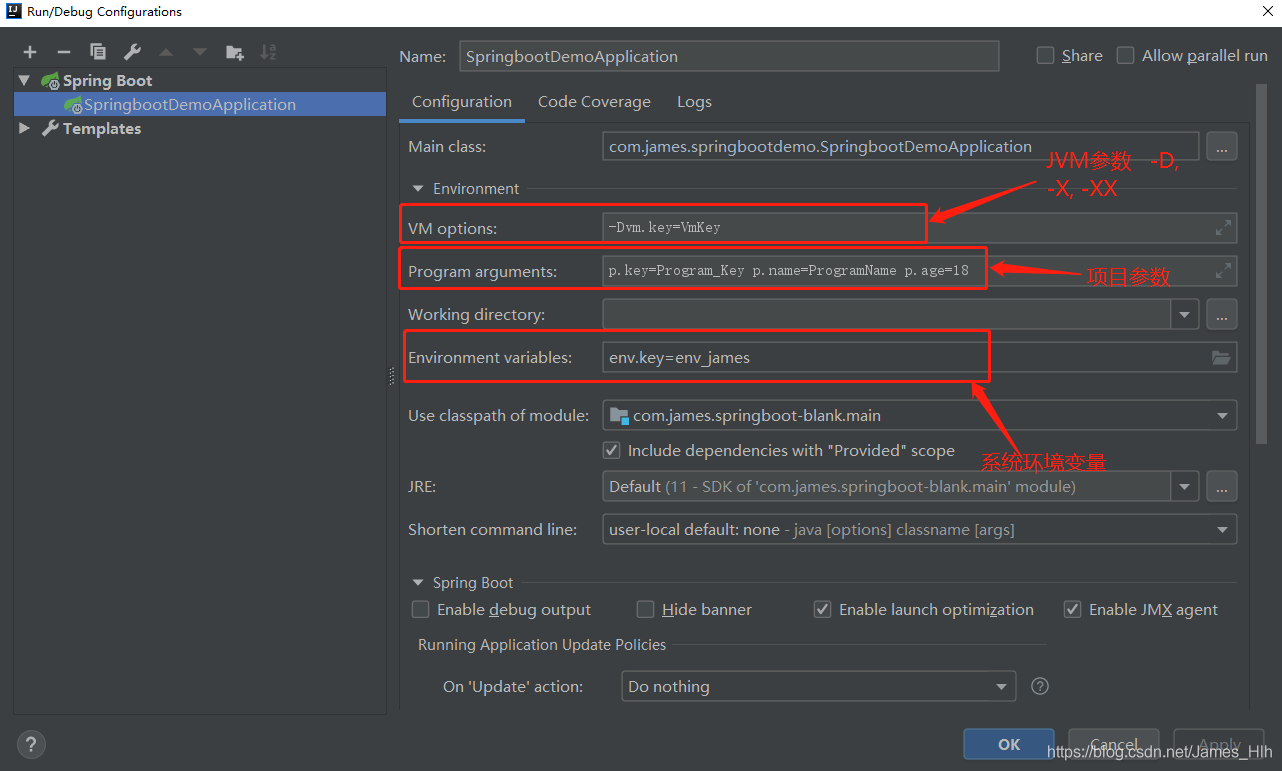 Run/Debug Configurations
Name: SpringbootDemoApplication Share Allow parallel run
Spring Boot
SpringbootDemoApplication
Templates
Configuration Code Coverage Logs
Main class: com.james.springbootdemo.SpringbootDemoApplication ...
JVM参数 -D,
-X, -XX
Environment
VM options: -Dvm.key=VmKey
Program arguments: p.key=Program_Key p.name=ProgramName p.age=18
项目参数
Working directory: ...
Environment variables: env.key=env_james
Use classpath of module: com.james.springboot-blank.main
Include dependencies with "Provided" scope
系统环境变量
JRE: Default (11 - SDK of 'com.james.springboot-blank.main' module) ...
Shorten command line: user-local default: none - java [options] classname [args]
Spring Boot
Enable debug output Hide banner Enable launch optimization Enable JMX agent
Running Application Update Policies
On 'Update' action: Do nothing ?
? OK Cancel Apply
https://blog.csdn.net/James_Hlh